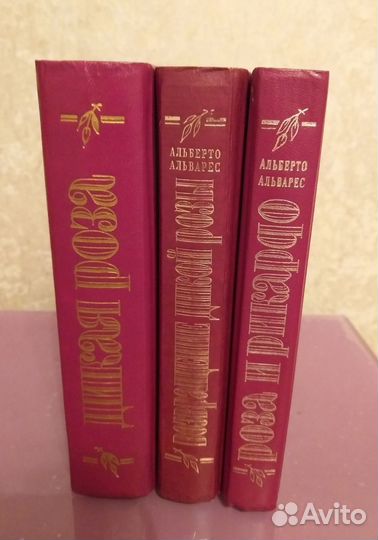 ДИКАЯ РОЗА
АЛЬБЕРТО
АЛЬВАРЕС
ВОЗВРАЩЕНИЕ ДИКОЙ РОЗЫ
АЛЬБЕРТО
АЛЬВАРЕС
РОЗА И РИКАРДО
Avito